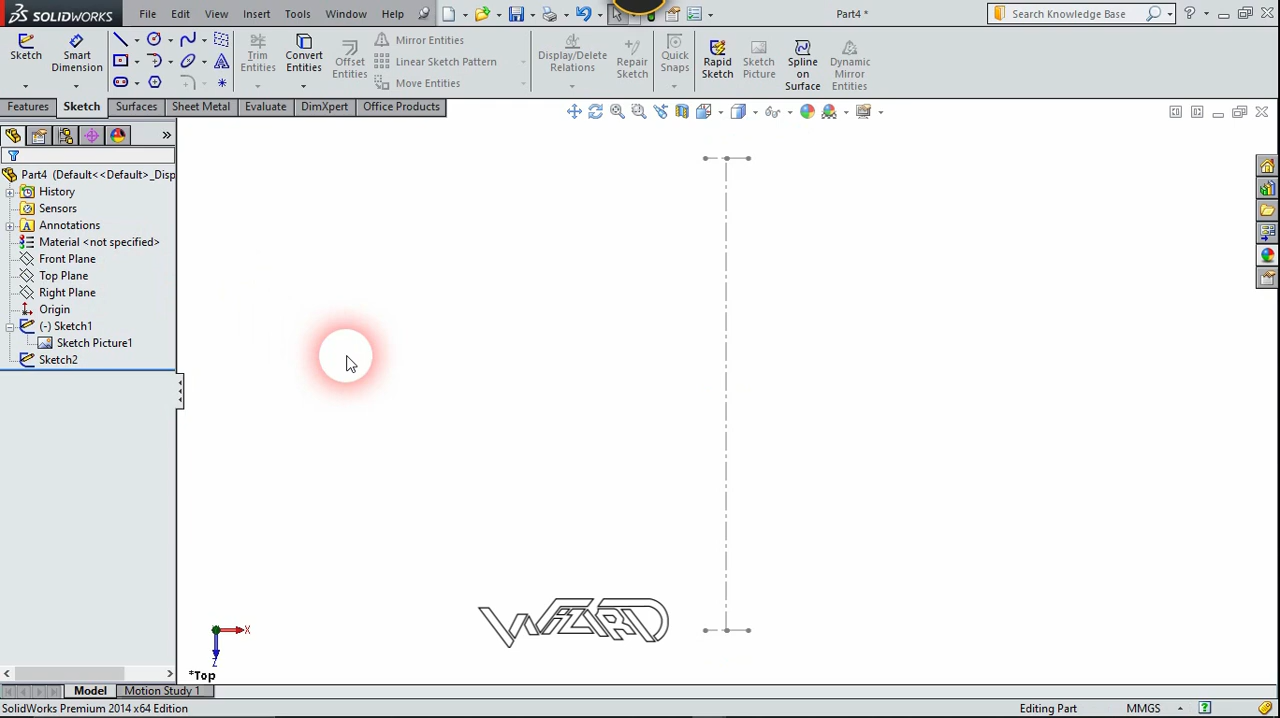 SOLIDWORKS File Edit View Insert Tools Window Help Part4 * Search Knowledge Base ?
Sketch Smart Dimension Trim Entities Convert Entities Offset Entities Mirror Entities Linear Sketch Pattern Move Entities Display/Delete Relations Repair Sketch Quick Snaps Rapid Sketch Sketch Picture Spline on Surface Dynamic Mirror Entities
Features Sketch Surfaces Sheet Metal Evaluate DimXpert Office Products
Part4 (Default<<Default>_Disp
History
Sensors
Annotations
Material <not specified>
Front Plane
Top Plane
Right Plane
Origin
(-) Sketch1
Sketch Picture1
Sketch2
WIZARD
X
Z
*Top
Model Motion Study 1
SolidWorks Premium 2014 x64 Edition Editing Part MMGS ?